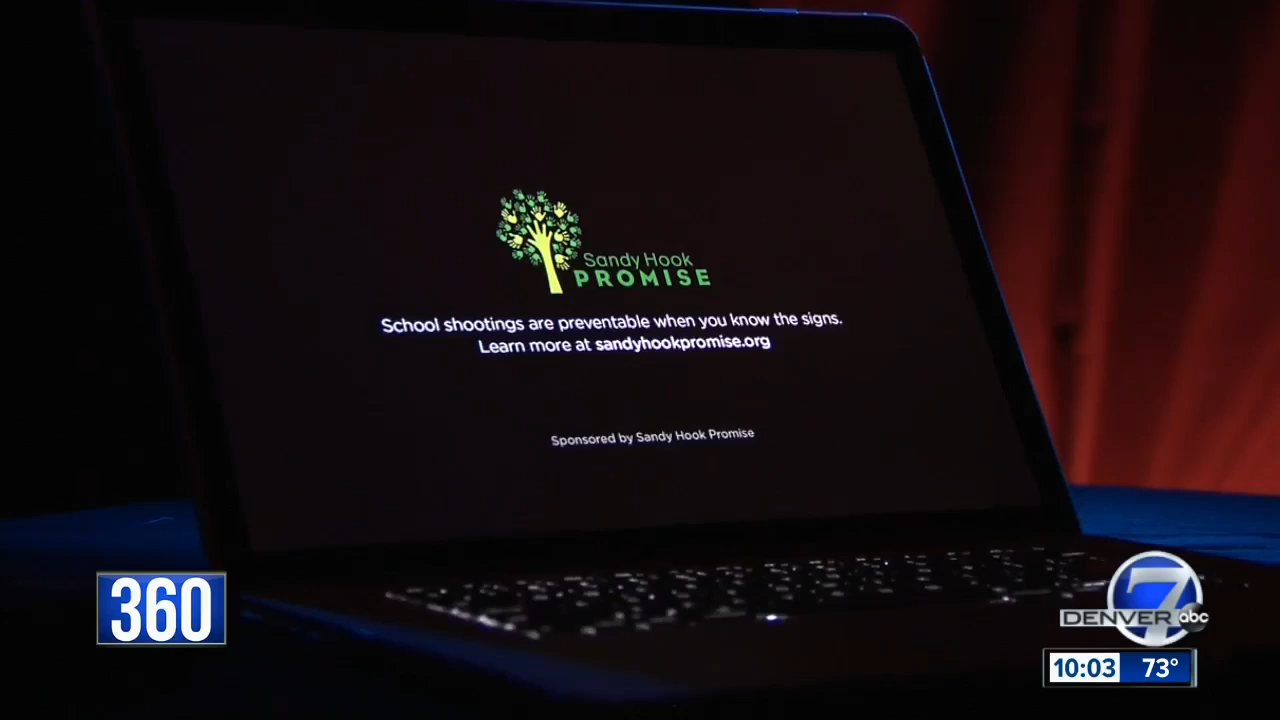 Sandy Hook
PROMISE
School shootings are preventable when you know the signs.
Learn more at sandyhookpromise.org
Sponsored by Sandy Hook Promise
360
7
DENVER abc
10:03 73°